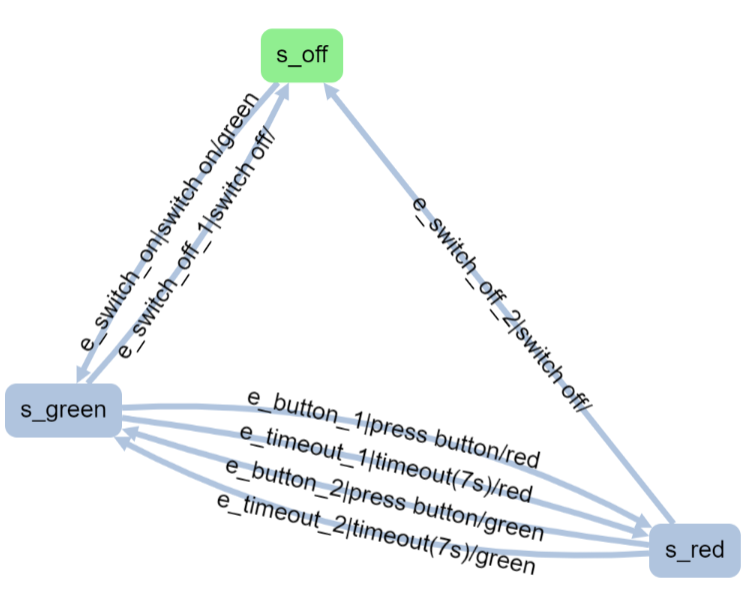 s_off
e_switch_on|switch on/green
e_switch_off_1|switch off/
e_switch_off_2|switch off/
s_green
e_button_1|press button/red
e_timeout_1|timeout(7s)/red
e_button_2|press button/green
e_timeout_2|timeout(7s)/green
s_red